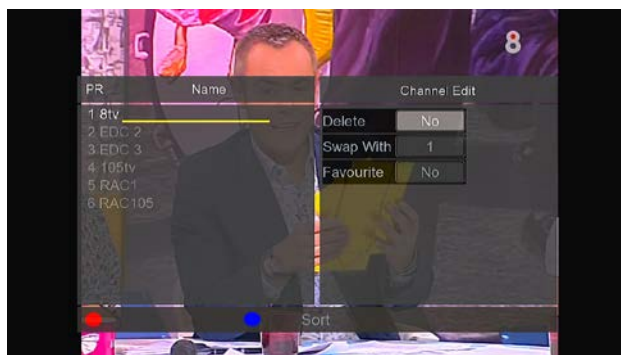 8
PR Name Channel Edit
1 8tv
2 EDC 2
3 EDC 3
4 105tv
5 RAC1
6 RAC105
Delete No
Swap With 1
Favourite No
Sort